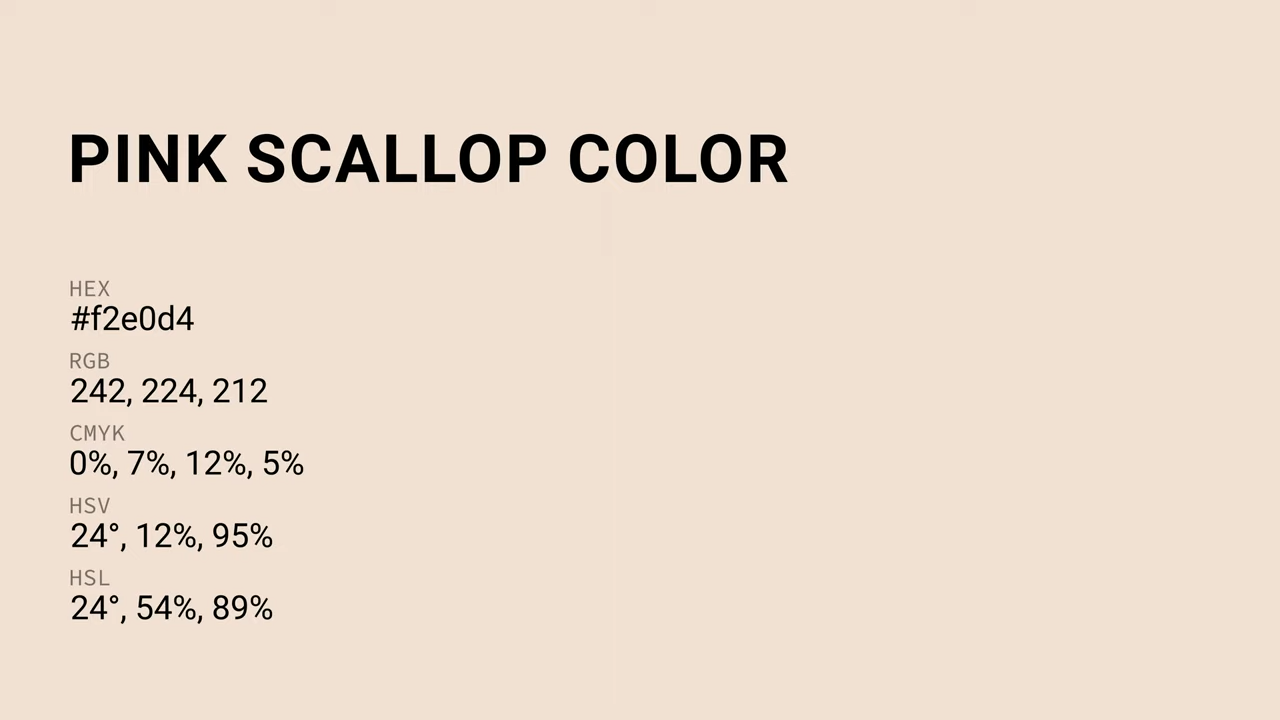 PINK SCALLOP COLOR
HEX
#f2e0d4
RGB
242, 224, 212
CMYK
0%, 7%, 12%, 5%
HSV
24°, 12%, 95%
HSL
24°, 54%, 89%